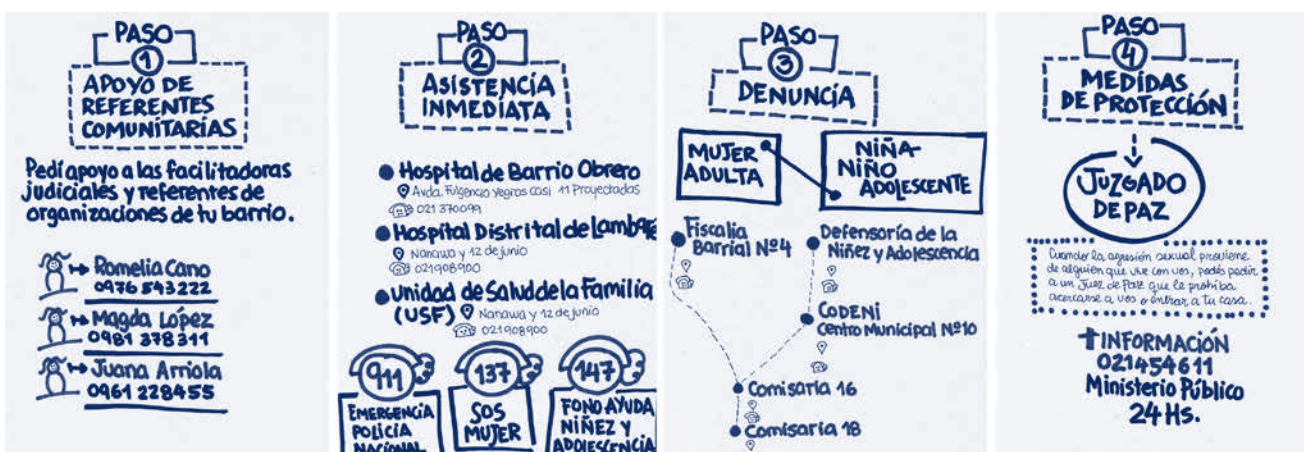 PASO
1
APOYO DE
REFERENTES
COMUNITARIAS
Pedí apoyo a las facilitadoras
judiciales y referentes de
organizaciones de tu barrio.
Romelia Cano
0976 543222
Magda López
0981 378311
Juana Arriola
0961 228455
PASO
2
ASISTENCIA
INMEDIATA
Hospital de Barrio Obrero
Avda. Fulgencio Yegros casi 11 Proyectadas
021 370099
Hospital Distrital de Lambaré
Nanawa y 12 de junio
021908900
Unidad de Salud de la Familia
(USF) Nanawa y 12 de junio
021908900
911
EMERGENCIA
POLICÍA
NACIONAL
137
SOS
MUJER
147
FONO AYUDA
NIÑEZ Y
ADOLESCENCIA
PASO
3
DENUNCIA
MUJER
ADULTA
NIÑA
NIÑO
ADOLESCENTE
Fiscalía
Barrial Nº4
Defensoría de la
Niñez y Adolescencia
CODENI
Centro Municipal Nº10
Comisaría 16
Comisaría 18
PASO
4
MEDIDAS
DE PROTECCIÓN
JUZGADO
DE PAZ
Cuando la agresión sexual proviene
de alguien que vive con vos, podés pedir
a un Juez de Paz que le prohiba
acercarse a vos o entrar a tu casa.
+INFORMACIÓN
021454611
Ministerio Público
24 Hs.